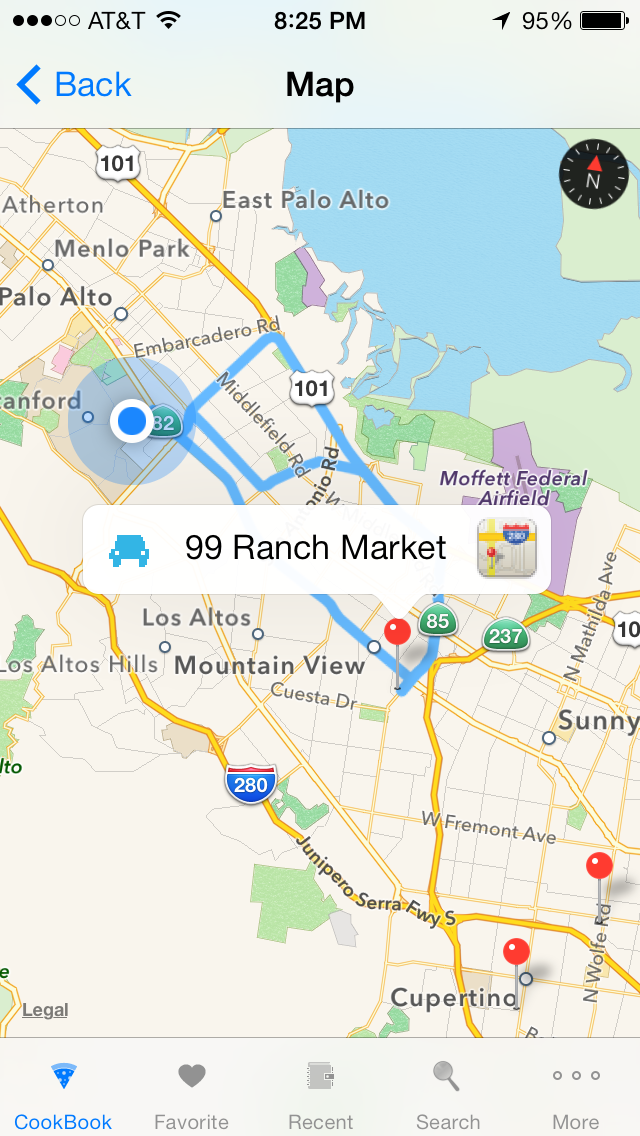 AT&T 8:25 PM 95%
Back Map
101
N
Atherton
East Palo Alto
Menlo Park
Palo Alto
Embarcadero Rd
101
Middlefield Rd
tanford
82
onio Rd
Moffett Federal
Airfield
99 Ranch Market
280
N Mathilda Ave
Los Altos
85
237
10
Los Altos Hills
Mountain View
Cuesta Dr
Sunny
lto
280
W Fremont Ave
Junipero Serra Fwy S
N Wolfe Rd
e
Cupertino
Legal
CookBook Favorite Recent Search More